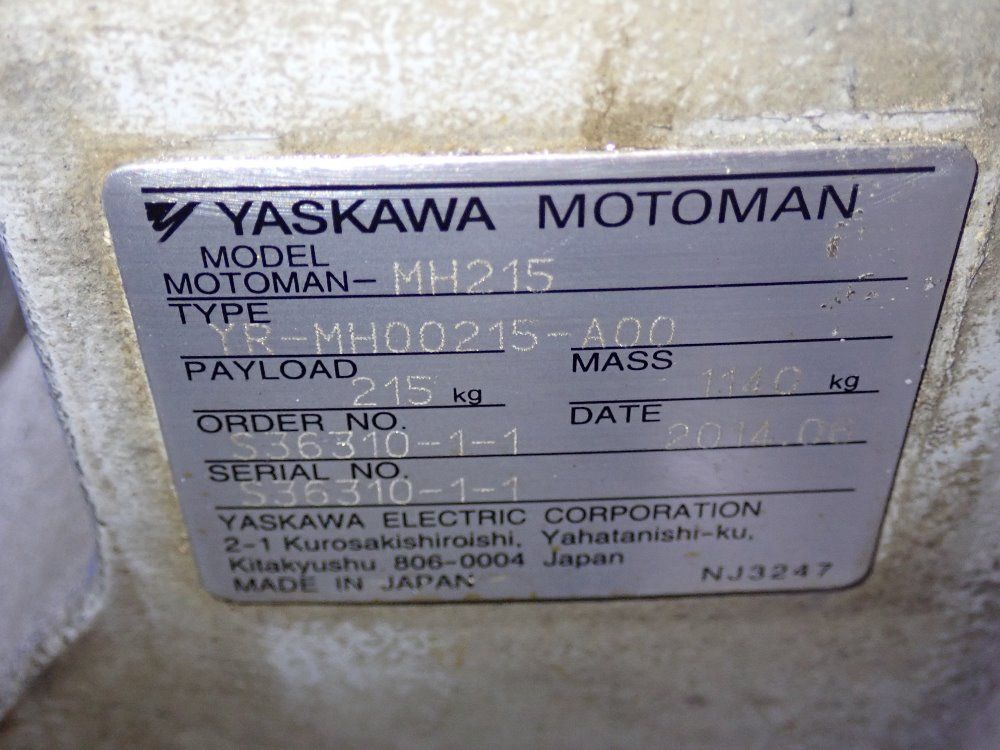 YASKAWA MOTOMAN
MODEL
MOTOMAN- MH215
TYPE
YR-MH00215-A00
PAYLOAD 215 kg MASS 1140 kg
ORDER NO. S36310-1-1 DATE 2014.06
SERIAL NO. S36310-1-1
YASKAWA ELECTRIC CORPORATION
2-1 Kurosakishiroishi, Yahatanishi-ku,
Kitakyushu 806-0004 Japan
MADE IN JAPAN NJ3247